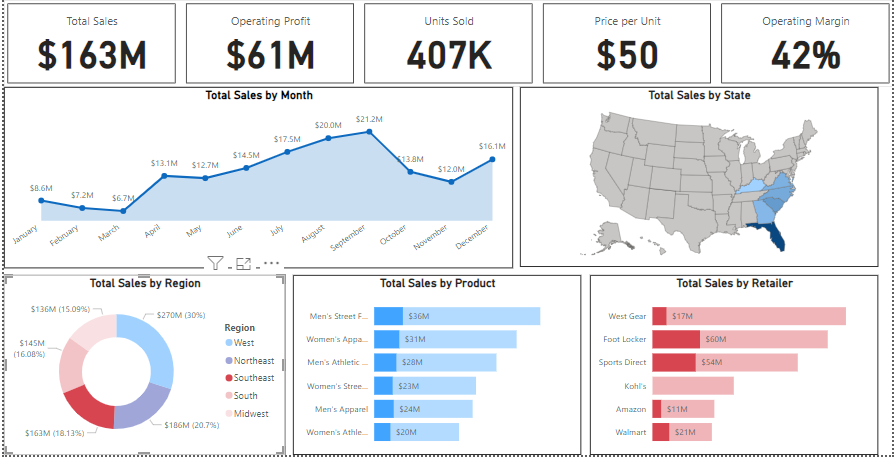 Total Sales
$163M
Operating Profit
$61M
Units Sold
407K
Price per Unit
$50
Operating Margin
42%
Total Sales by Month
$8.6M
$7.2M
$6.7M
$13.1M
$12.7M
$14.5M
$17.5M
$20.0M
$21.2M
$13.8M
$12.0M
$16.1M
January
February
March
April
May
June
July
August
September
October
November
December
Total Sales by State
Total Sales by Region
$136M (15.09%)
$270M (30%)
$145M
(16.08%)
$163M (18.13%)
$186M (20.7%)
Region
West
Northeast
Southeast
South
Midwest
Total Sales by Product
Men's Street F...
$36M
Women's Appa...
$31M
Men's Athletic ...
$28M
Women's Stree...
$23M
Men's Apparel
$24M
Women's Athle...
$20M
Total Sales by Retailer
West Gear
$17M
Foot Locker
$60M
Sports Direct
$54M
Kohl's
Amazon
$11M
Walmart
$21M